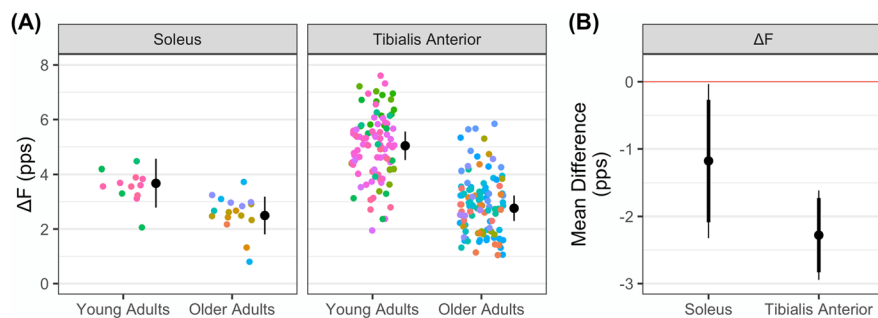 (A)
Soleus
Tibialis Anterior
ΔF (pps)
8
6
4
2
0
Young Adults
Older Adults
Young Adults
Older Adults
(B)
ΔF
Mean Difference
(pps)
0
-1
-2
-3
Soleus
Tibialis Anterior